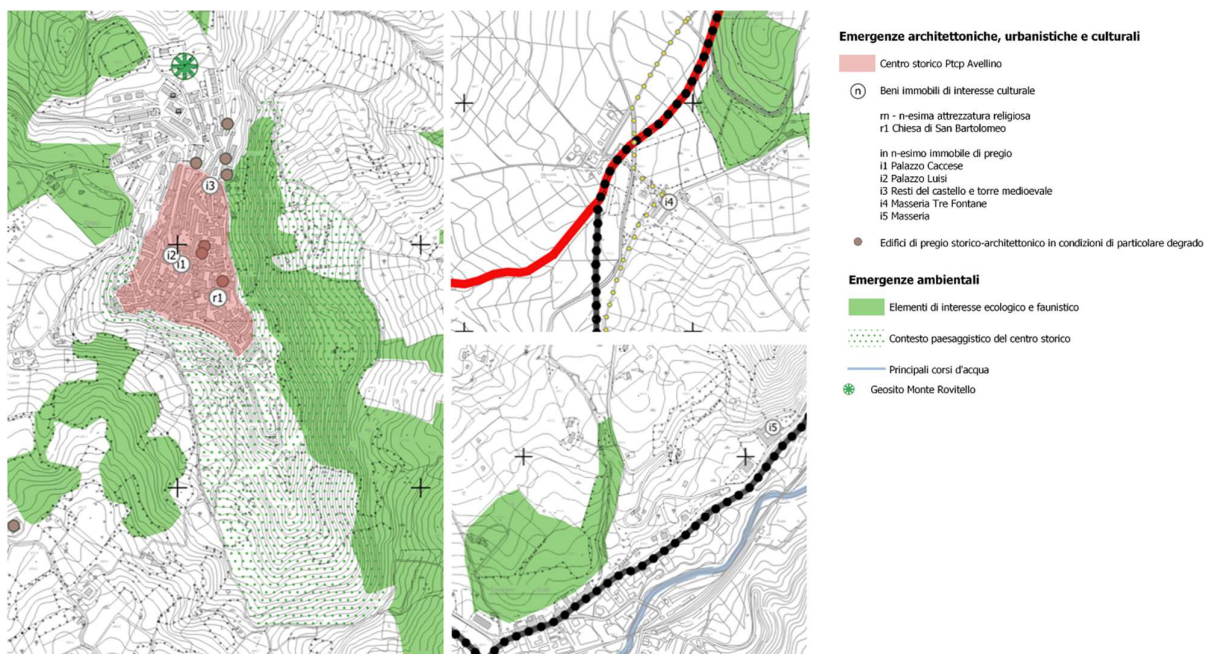 i3
i2
i1
r1
i4
i5
Emergenze architettoniche, urbanistiche e culturali
Centro storico Ptcp Avellino
n
Beni immobili di interesse culturale
rn - n-esima attrezzatura religiosa
r1 Chiesa di San Bartolomeo
in n-esimo immobile di pregio
i1 Palazzo Caccese
i2 Palazzo Luisi
i3 Resti del castello e torre medioevale
i4 Masseria Tre Fontane
i5 Masseria
Edifici di pregio storico-architettonico in condizioni di particolare degrado
Emergenze ambientali
Elementi di interesse ecologico e faunistico
Contesto paesaggistico del centro storico
Principali corsi d'acqua
Geosito Monte Rovitello